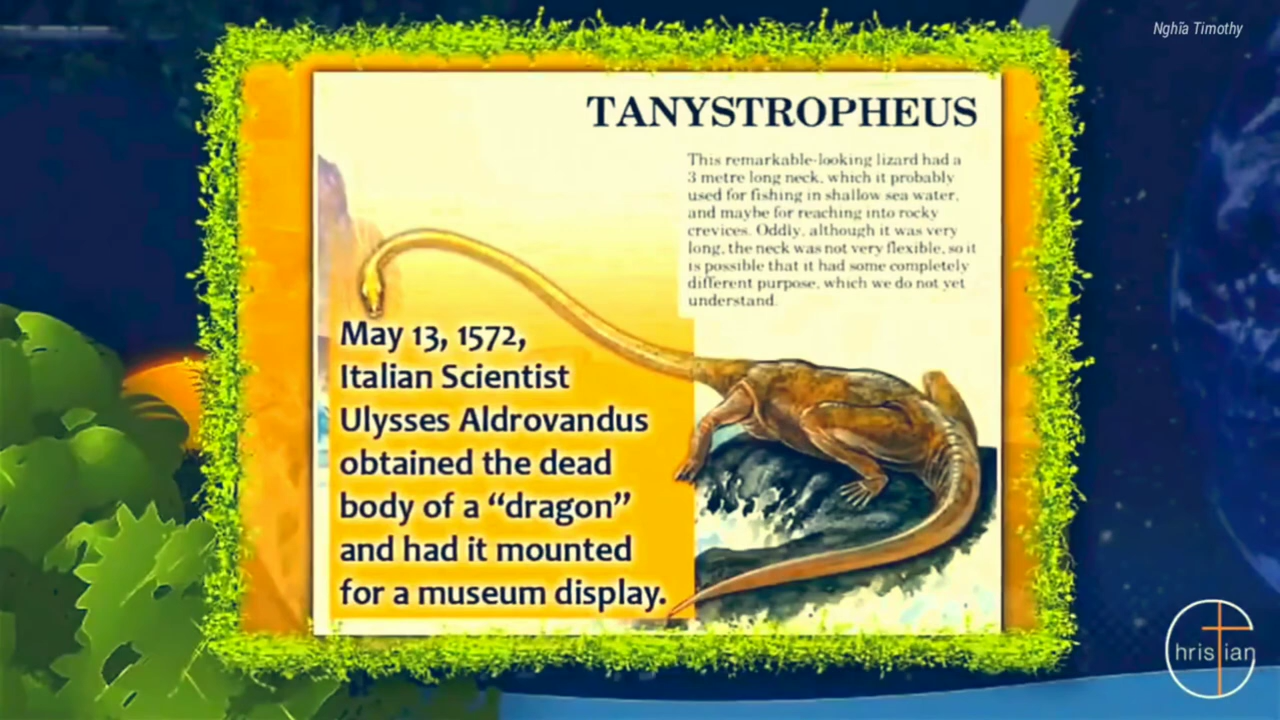 Nghĩa Timothy
TANYSTROPHEUS
This remarkable-looking lizard had a
3 metre long neck, which it probably
used for fishing in shallow sea water,
and maybe for reaching into rocky
crevices. Oddly, although it was very
long, the neck was not very flexible, so it
is possible that it had some completely
different purpose, which we do not yet
understand.
May 13, 1572,
Italian Scientist
Ulysses Aldrovandus
obtained the dead
body of a “dragon”
and had it mounted
for a museum display.
hristian